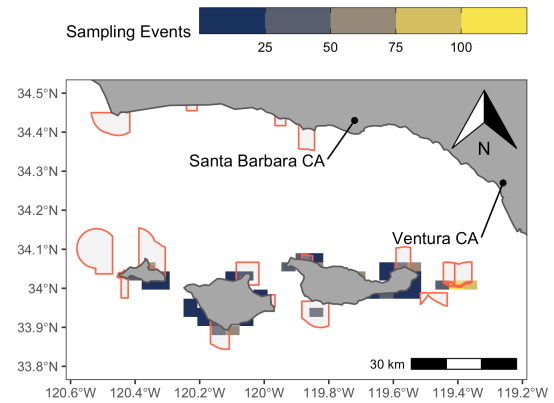 Sampling Events
25 50 75 100
34.5°N
34.4°N
34.3°N
34.2°N
34.1°N
34°N
33.9°N
33.8°N
Santa Barbara CA
N
Ventura CA
30 km
120.6°W 120.4°W 120.2°W 120°W 119.8°W 119.6°W 119.4°W 119.2°W